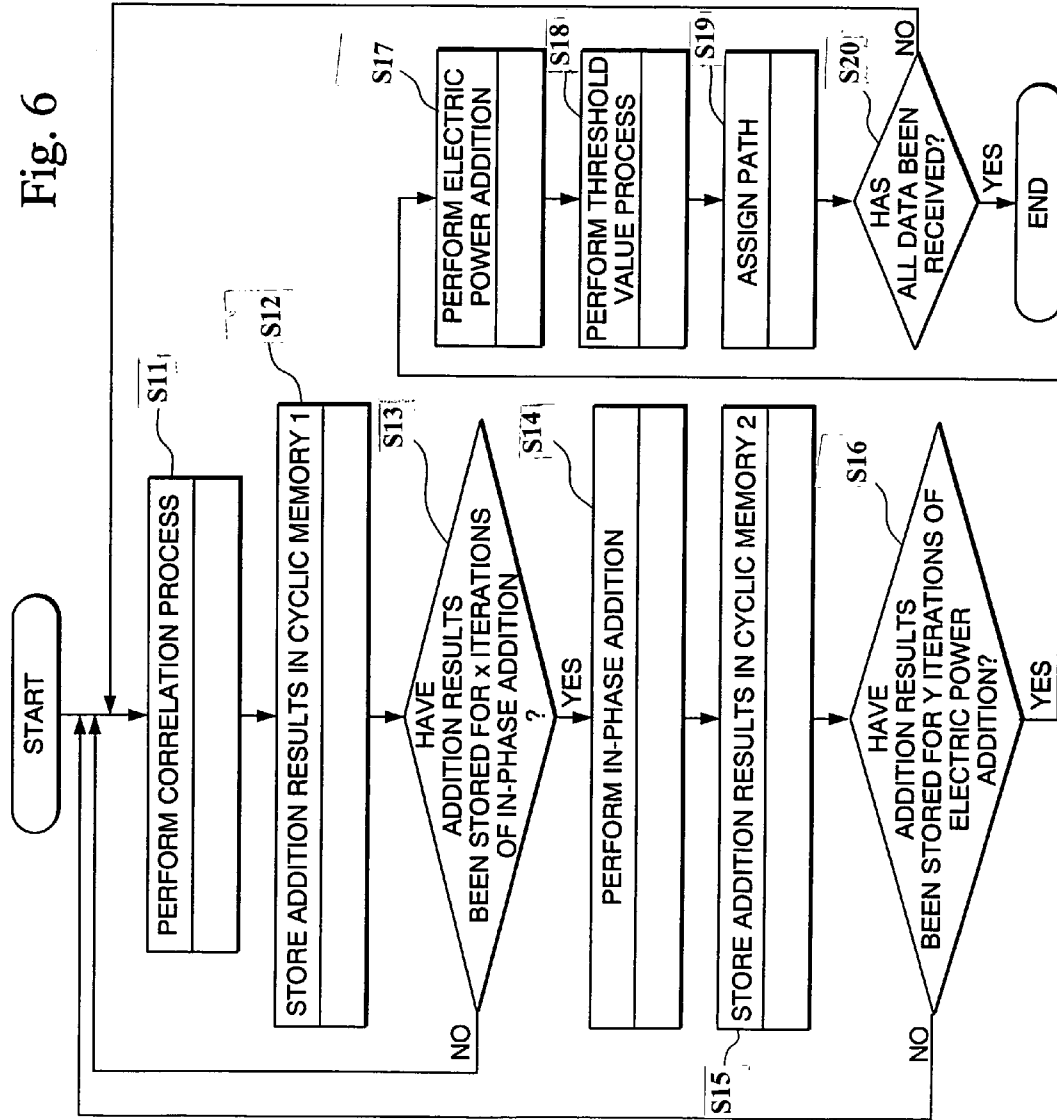 Fig. 6
START
PERFORM CORRELATION PROCESS
S11
STORE ADDITION RESULTS IN CYCLIC MEMORY 1
S12
HAVE
ADDITION RESULTS
BEEN STORED FOR x ITERATIONS
OF IN-PHASE ADDITION
?
S13
NO
YES
PERFORM IN-PHASE ADDITION
S14
STORE ADDITION RESULTS IN CYCLIC MEMORY 2
S15
HAVE
ADDITION RESULTS
BEEN STORED FOR Y ITERATIONS OF
ELECTRIC POWER
ADDITION?
S16
NO
YES
PERFORM ELECTRIC
POWER ADDITION
S17
PERFORM THRESHOLD
VALUE PROCESS
S18
ASSIGN PATH
S19
HAS
ALL DATA BEEN
RECEIVED?
S20
NO
YES
END